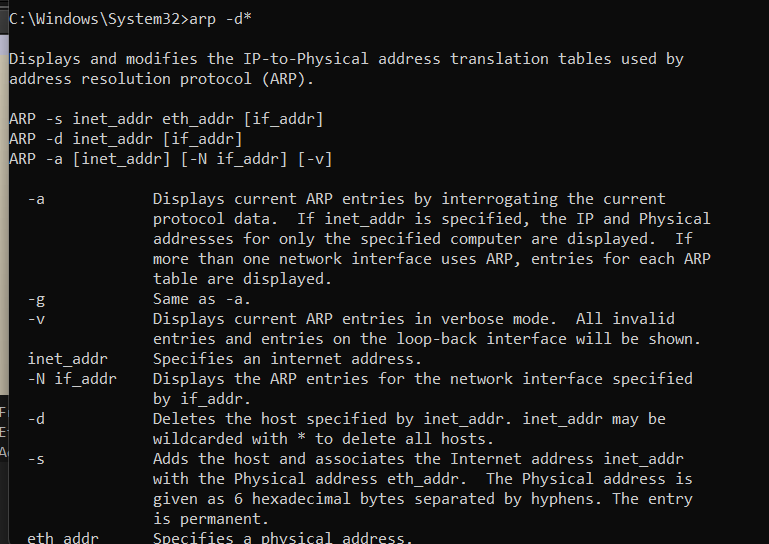 C:\Windows\System32>arp -d*
Displays and modifies the IP-to-Physical address translation tables used by
address resolution protocol (ARP).
ARP -s inet_addr eth_addr [if_addr]
ARP -d inet_addr [if_addr]
ARP -a [inet_addr] [-N if_addr] [-v]
-a Displays current ARP entries by interrogating the current
protocol data.  If inet_addr is specified, the IP and Physical
addresses for only the specified computer are displayed.  If
more than one network interface uses ARP, entries for each ARP
table are displayed.
-g Same as -a.
-v Displays current ARP entries in verbose mode.  All invalid
entries and entries on the loop-back interface will be shown.
inet_addr Specifies an internet address.
-N if_addr Displays the ARP entries for the network interface specified
by if_addr.
-d Deletes the host specified by inet_addr. inet_addr may be
wildcarded with * to delete all hosts.
-s Adds the host and associates the Internet address inet_addr
with the Physical address eth_addr.  The Physical address is
given as 6 hexadecimal bytes separated by hyphens. The entry
is permanent.
eth_addr Specifies a physical address.